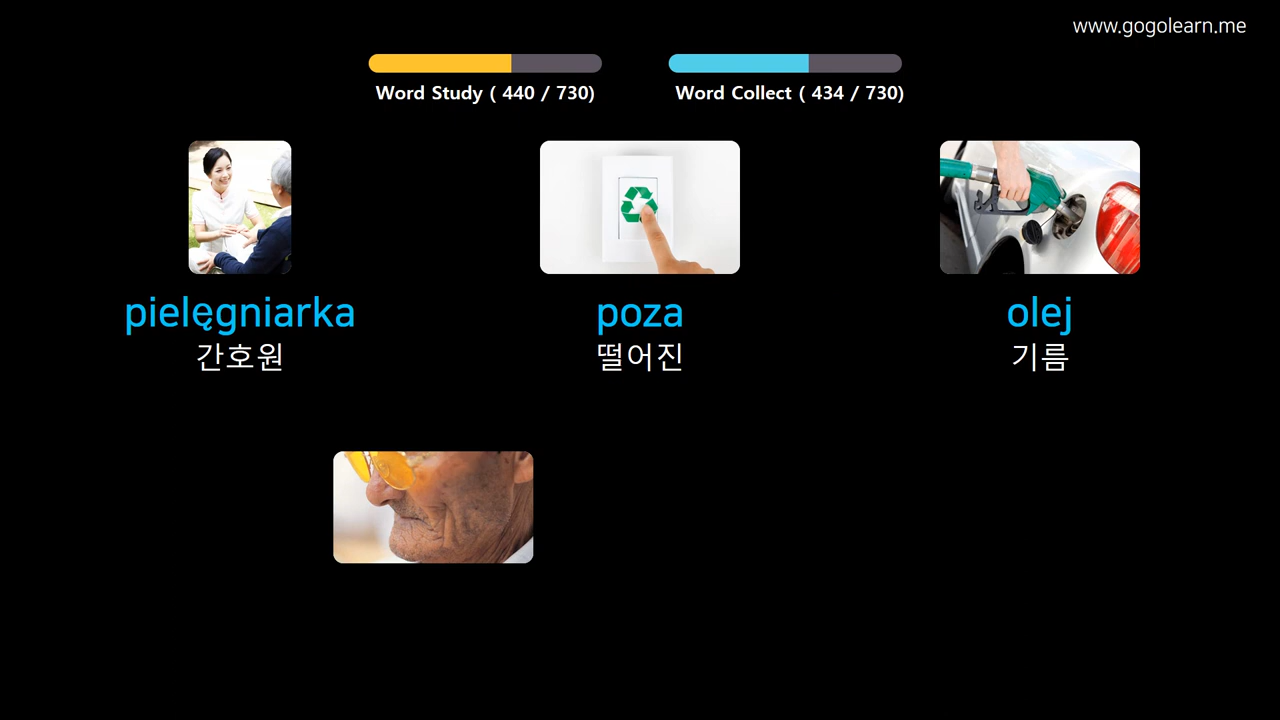 www.gogolearn.me
Word Study ( 440 / 730)
Word Collect ( 434 / 730)
pielęgniarka
간호원
poza
떨어진
olej
기름